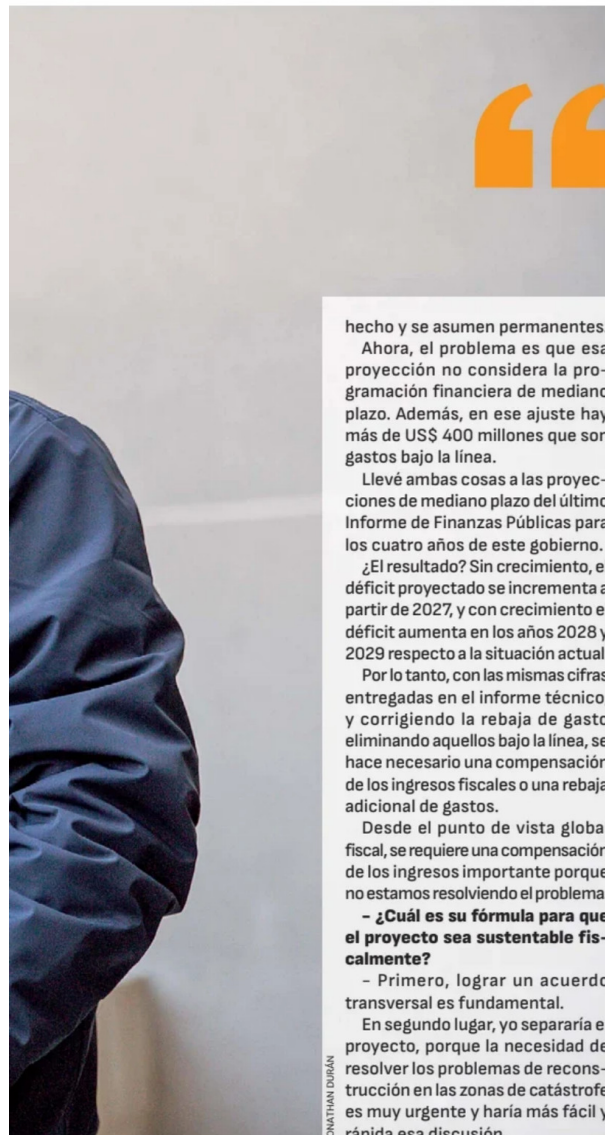 “
hecho y se asumen permanentes.
Ahora, el problema es que esa
proyección no considera la pro-
gramación financiera de mediano
plazo. Además, en ese ajuste hay
más de US$ 400 millones que son
gastos bajo la línea.
Llevé ambas cosas a las proyec-
ciones de mediano plazo del último
Informe de Finanzas Públicas para
los cuatro años de este gobierno.
¿El resultado? Sin crecimiento, e
déficit proyectado se incrementa a
partir de 2027, y con crecimiento e
déficit aumenta en los años 2028 y
2029 respecto a la situación actual
Por lo tanto, con las mismas cifras
entregadas en el informe técnico
y corrigiendo la rebaja de gasto
eliminando aquellos bajo la línea, se
hace necesario una compensación
de los ingresos fiscales o una rebaja
adicional de gastos.
Desde el punto de vista globa
fiscal, se requiere una compensación
de los ingresos importante porque
no estamos resolviendo el problema
– ¿Cuál es su fórmula para que
el proyecto sea sustentable fis-
calmente?
– Primero, lograr un acuerdo
transversal es fundamental.
En segundo lugar, yo separaría e
proyecto, porque la necesidad de
resolver los problemas de recons-
trucción en las zonas de catástrofe
es muy urgente y haría más fácil y
rápida esa discusión
ONATHAN DURÁN